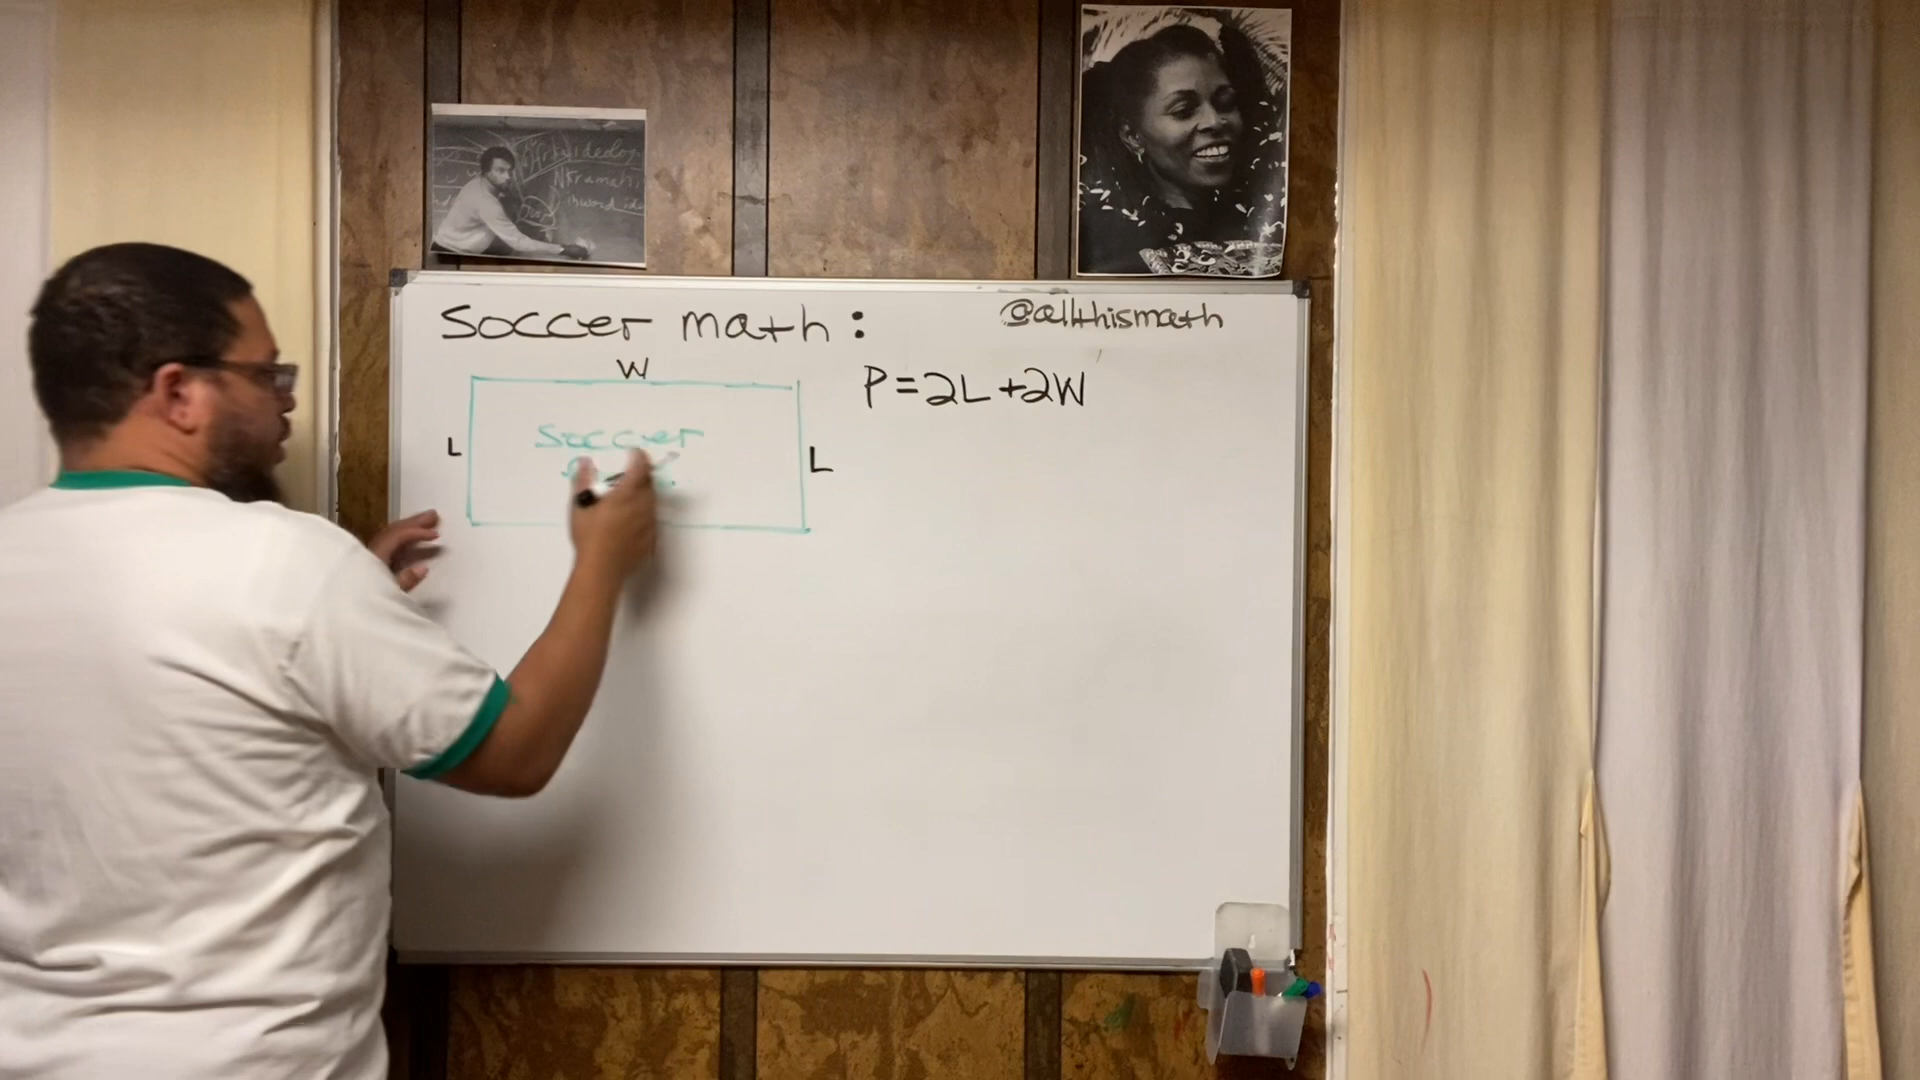 Soccer math:
@allthismath
W
P=2L+2W
L
Soccer
L